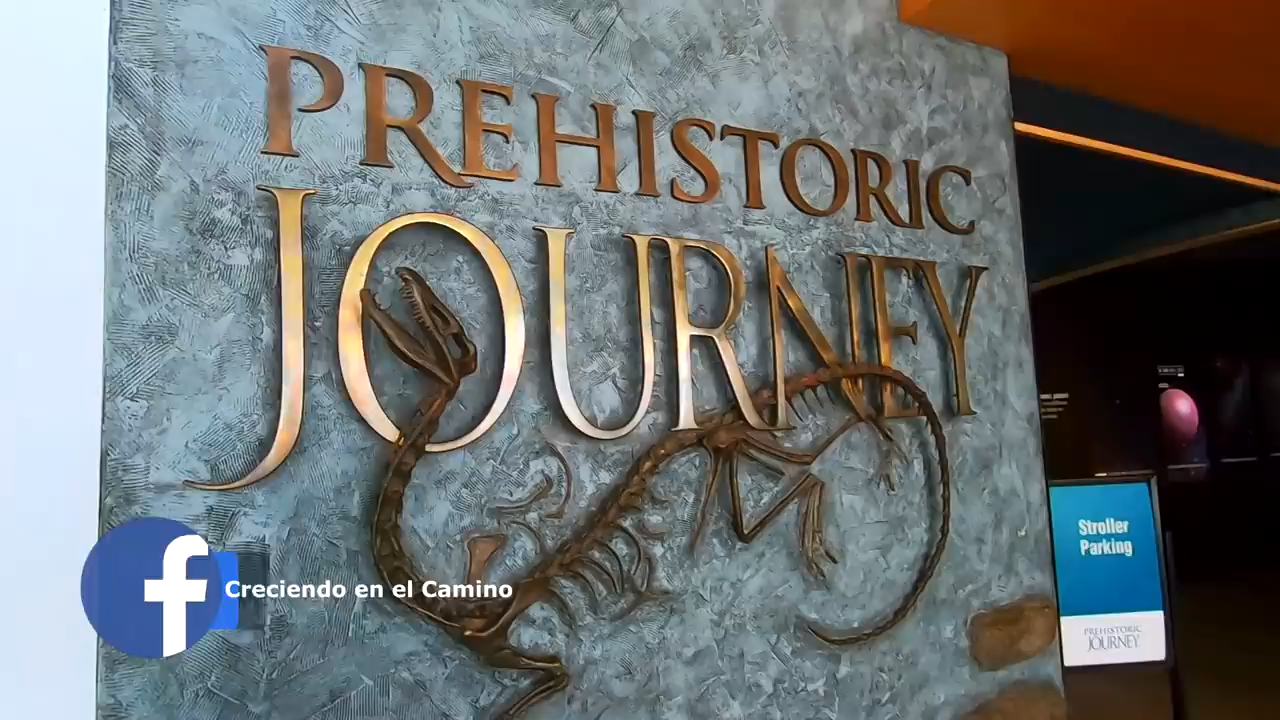 PREHISTORIC
JOURNEY
Stroller
Parking
PREHISTORIC
JOURNEY
f Creciendo en el Camino